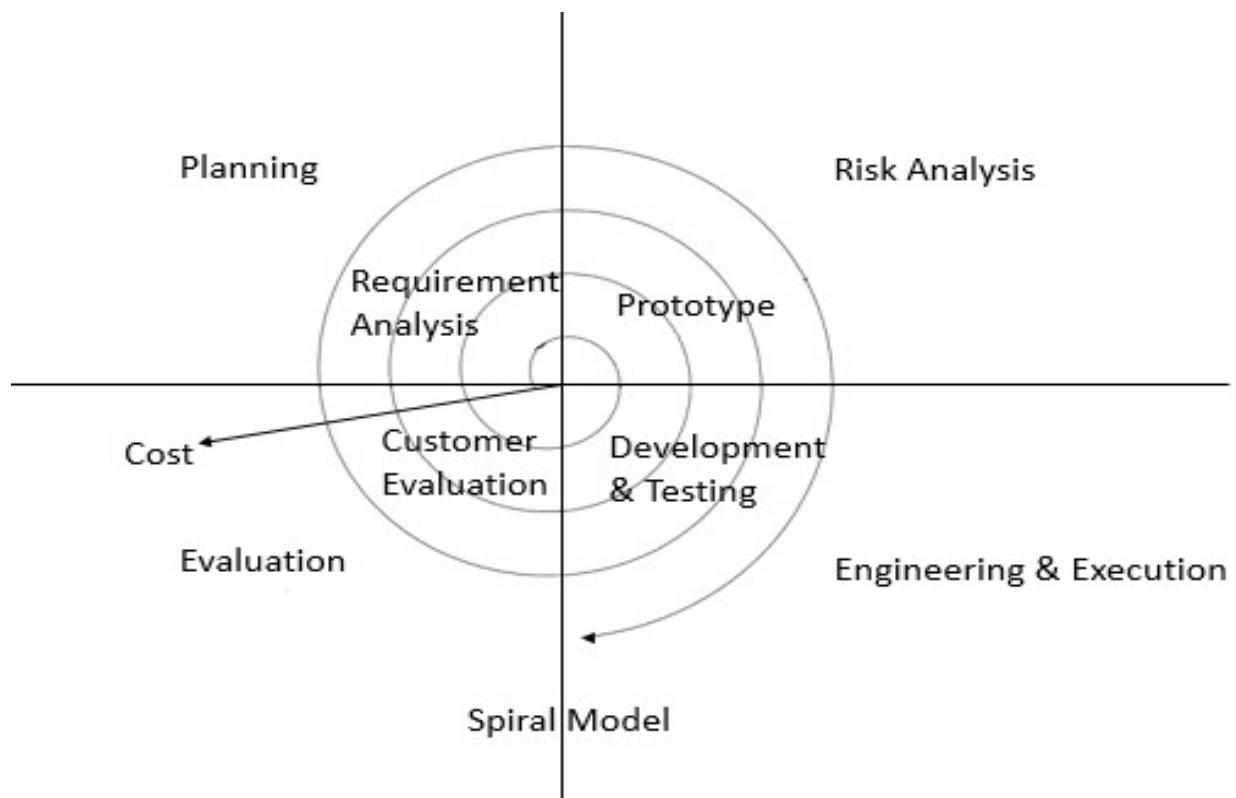 Planning
Risk Analysis
Requirement
Analysis
Prototype
Cost
Customer
Evaluation
Development
& Testing
Evaluation
Engineering & Execution
Spiral Model